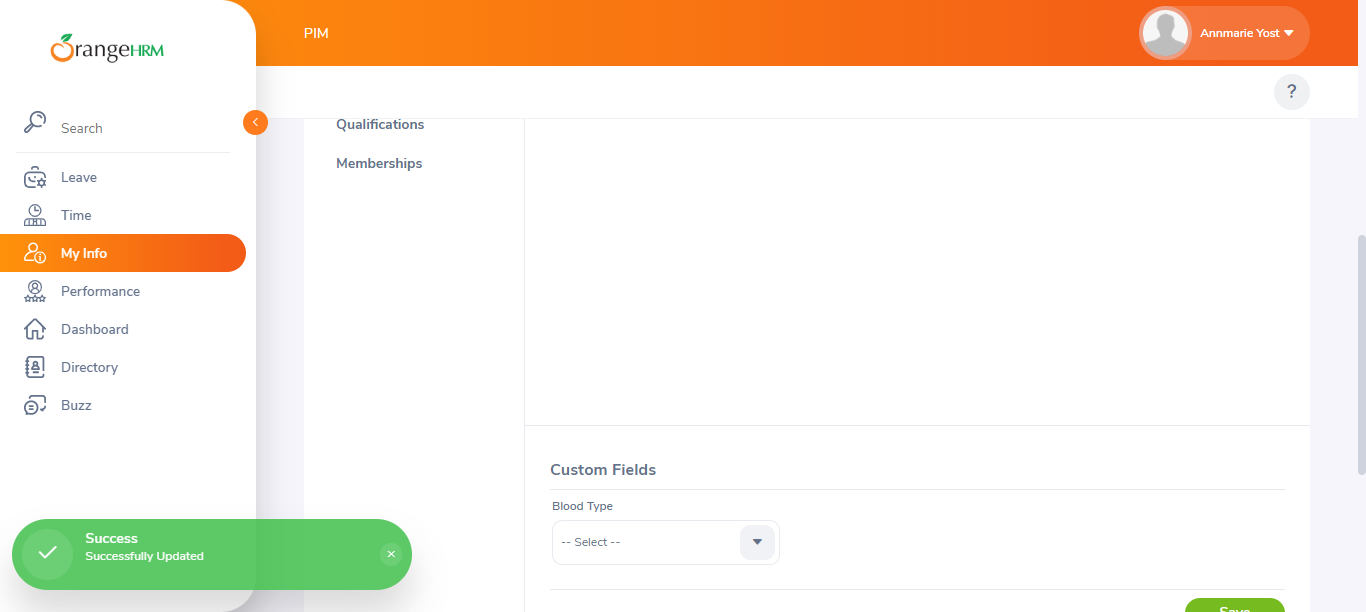 OrangeHRM
PIM
Annmarie Yost
?
Search
Leave
Time
My Info
Performance
Dashboard
Directory
Buzz
Qualifications
Memberships
Custom Fields
Blood Type
-- Select --
Save
Success
Successfully Updated